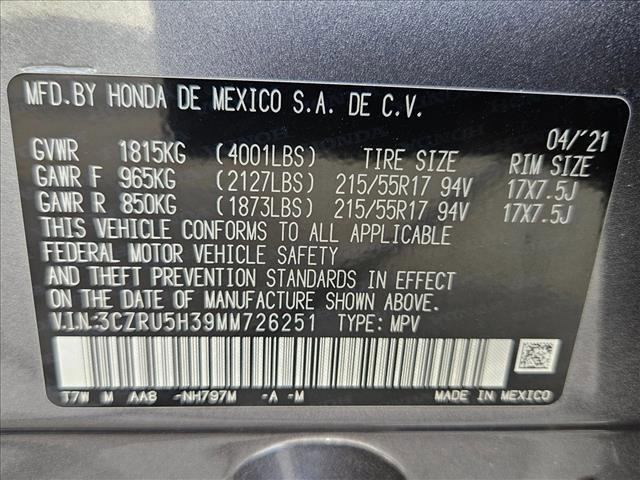 MFD.BY HONDA DE MEXICO S.A. DE C.V.
04/'21
GVWR 1815KG (4001LBS) TIRE SIZE RIM SIZE
GAWR F 965KG (2127LBS) 215/55R17 94V 17X7.5J
GAWR R 850KG (1873LBS) 215/55R17 94V 17X7.5J
THIS VEHICLE CONFORMS TO ALL APPLICABLE
FEDERAL MOTOR VEHICLE SAFETY
AND THEFT PREVENTION STANDARDS IN EFFECT
ON THE DATE OF MANUFACTURE SHOWN ABOVE.
V.I.N:3CZRU5H39MM726251 TYPE: MPV
T7W M AA8 -NH797M -A -M MADE IN MEXICO